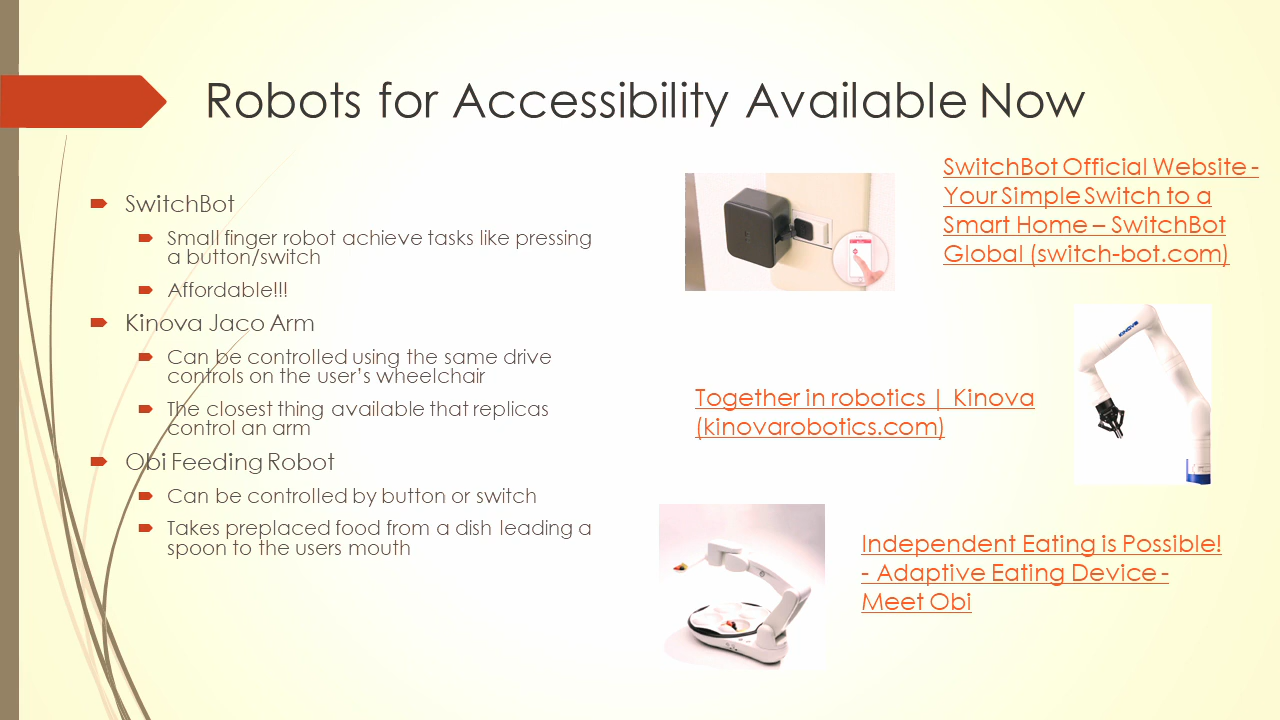 Robots for Accessibility Available Now
SwitchBot
Small finger robot achieve tasks like pressing
a button/switch
Affordable!!!
Kinova Jaco Arm
Can be controlled using the same drive
controls on the user’s wheelchair
The closest thing available that replicas
control an arm
Obi Feeding Robot
Can be controlled by button or switch
Takes preplaced food from a dish leading a
spoon to the users mouth
SwitchBot Official Website -
Your Simple Switch to a
Smart Home – SwitchBot
Global (switch-bot.com)
KINOVA
Together in robotics | Kinova
(kinovarobotics.com)
Independent Eating is Possible!
- Adaptive Eating Device -
Meet Obi